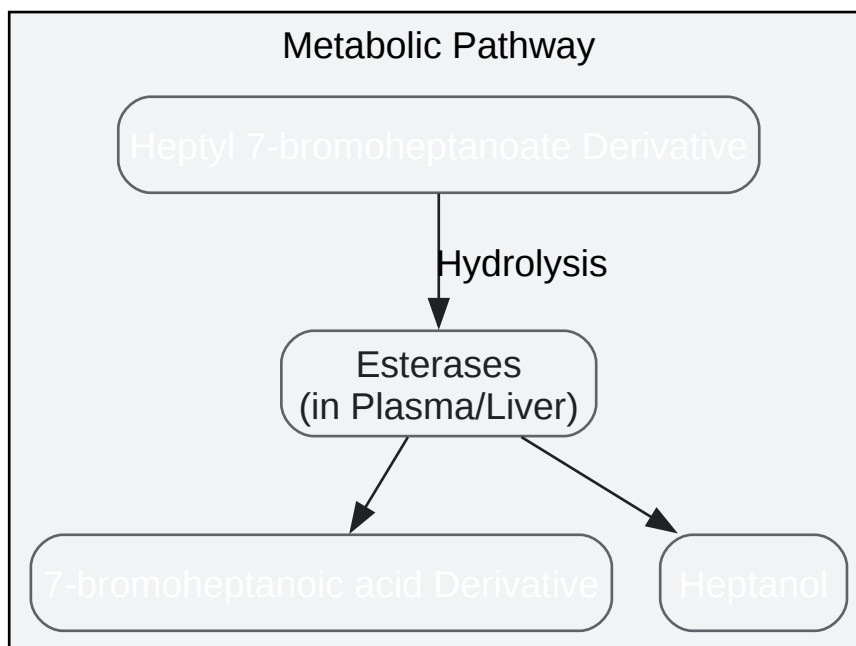 Metabolic Pathway
Heptyl 7-bromoheptanoate Derivative
Hydrolysis
Esterases
(in Plasma/Liver)
7-bromoheptanoic acid Derivative
Heptanol